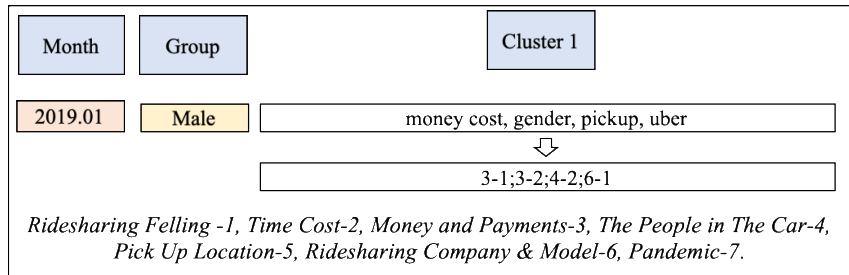 Month Group Cluster 1
2019.01 Male money cost, gender, pickup, uber
3-1;3-2;4-2;6-1
Ridesharing Felling -1, Time Cost-2, Money and Payments-3, The People in The Car-4,
Pick Up Location-5, Ridesharing Company & Model-6, Pandemic-7.